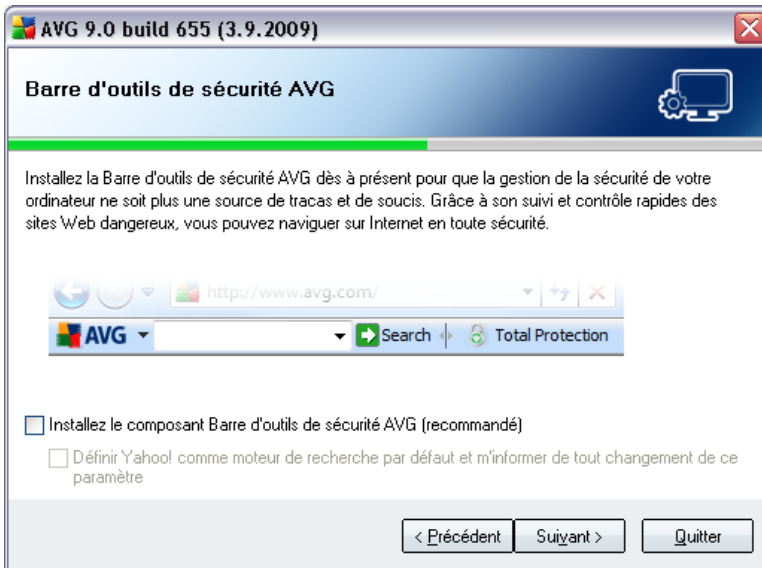 AVG 9.0 build 655 (3.9.2009)
Barre d'outils de sécurité AVG
Installez la Barre d'outils de sécurité AVG dès à présent pour que la gestion de la sécurité de votre
ordinateur ne soit plus une source de tracas et de soucis. Grâce à son suivi et contrôle rapides des
sites Web dangereux, vous pouvez naviguer sur Internet en toute sécurité.
http://www.avg.com/
AVG Search Total Protection
Installez le composant Barre d'outils de sécurité AVG (recommandé)
Définir Yahoo! comme moteur de recherche par défaut et m'informer de tout changement de ce
paramètre
< Précédent Suivant > Quitter